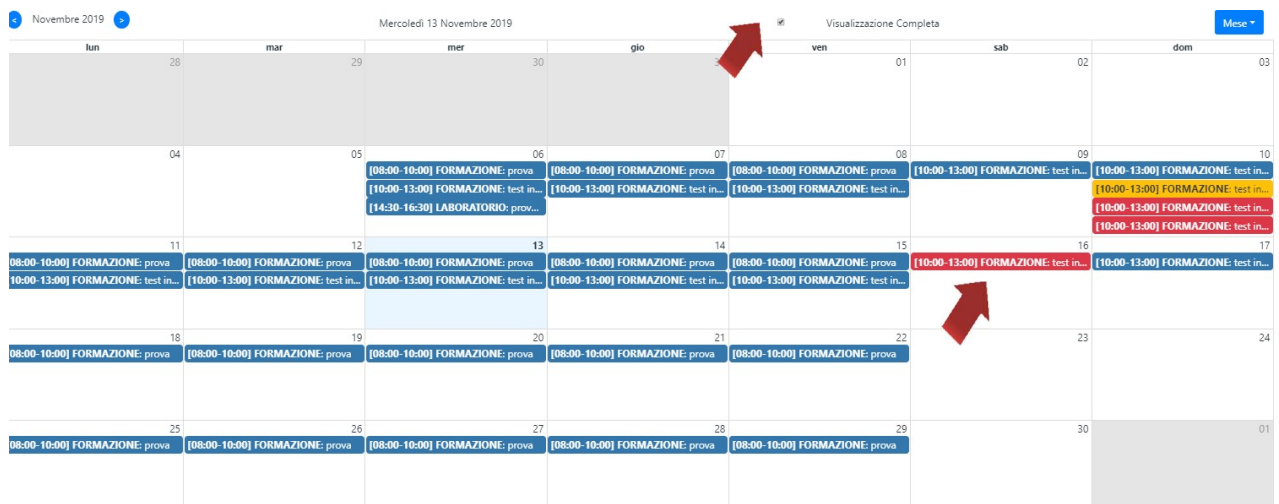 < Novembre 2019 > Mercoledì 13 Novembre 2019 Visualizzazione Completa Mese
lun mar mer gio ven sab dom
28 29 30 01 02 03
04 05 06 07 08 09 10
[08:00-10:00] FORMAZIONE: prova [08:00-10:00] FORMAZIONE: prova [08:00-10:00] FORMAZIONE: prova [10:00-13:00] FORMAZIONE: test in... [10:00-13:00] FORMAZIONE: test in...
[10:00-13:00] FORMAZIONE: test in... [10:00-13:00] FORMAZIONE: test in... [10:00-13:00] FORMAZIONE: test in... [10:00-13:00] FORMAZIONE: test in...
[14:30-16:30] LABORATORIO: prov... [10:00-13:00] FORMAZIONE: test in...
[10:00-13:00] FORMAZIONE: test in...
11 12 13 14 15 16 17
08:00-10:00] FORMAZIONE: prova [08:00-10:00] FORMAZIONE: prova [08:00-10:00] FORMAZIONE: prova [08:00-10:00] FORMAZIONE: prova [08:00-10:00] FORMAZIONE: prova [10:00-13:00] FORMAZIONE: test in... [10:00-13:00] FORMAZIONE: test in...
10:00-13:00] FORMAZIONE: test in... [10:00-13:00] FORMAZIONE: test in... [10:00-13:00] FORMAZIONE: test in... [10:00-13:00] FORMAZIONE: test in... [10:00-13:00] FORMAZIONE: test in...
18 19 20 21 22 23 24
08:00-10:00] FORMAZIONE: prova [08:00-10:00] FORMAZIONE: prova [08:00-10:00] FORMAZIONE: prova [08:00-10:00] FORMAZIONE: prova [08:00-10:00] FORMAZIONE: prova
25 26 27 28 29 30 01
08:00-10:00] FORMAZIONE: prova [08:00-10:00] FORMAZIONE: prova [08:00-10:00] FORMAZIONE: prova [08:00-10:00] FORMAZIONE: prova [08:00-10:00] FORMAZIONE: prova